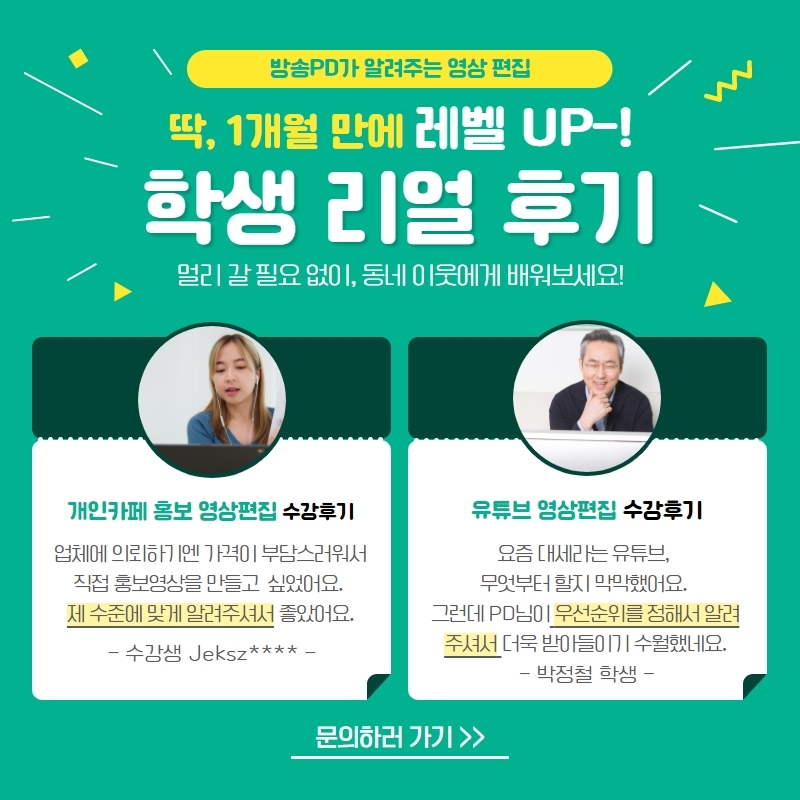 방송PD가 알려주는 영상 편집
딱, 1개월 만에 레벨 UP-!
학생 리얼 후기
멀리 갈 필요 없이, 동네 이웃에게 배워보세요!
개인카페 홍보 영상편집 수강후기
업체에 의뢰하기엔 가격이 부담스러워서
직접 홍보영상을 만들고 싶었어요.
제 수준에 맞게 알려주셔서 좋았어요.
- 수강생 Jeksz**** -
유튜브 영상편집 수강후기
요즘 대세라는 유튜브,
무엇부터 할지 막막했어요.
그런데 PD님이 우선순위를 정해서 알려
주셔서 더욱 받아들이기 수월했네요.
- 박정철 학생 -
문의하러 가기 >>